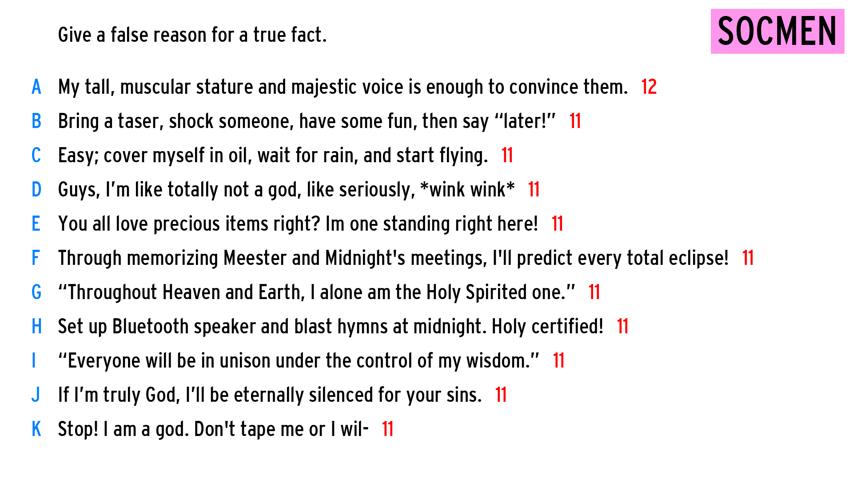 Give a false reason for a true fact.
SOCMEN
A My tall, muscular stature and majestic voice is enough to convince them. 12
B Bring a taser, shock someone, have some fun, then say “later!” 11
C Easy; cover myself in oil, wait for rain, and start flying. 11
D Guys, I’m like totally not a god, like seriously, *wink wink* 11
E You all love precious items right? Im one standing right here! 11
F Through memorizing Meester and Midnight's meetings, I'll predict every total eclipse! 11
G “Throughout Heaven and Earth, I alone am the Holy Spirited one.” 11
H Set up Bluetooth speaker and blast hymns at midnight. Holy certified! 11
I “Everyone will be in unison under the control of my wisdom.” 11
J If I’m truly God, I’ll be eternally silenced for your sins. 11
K Stop! I am a god. Don't tape me or I wil- 11